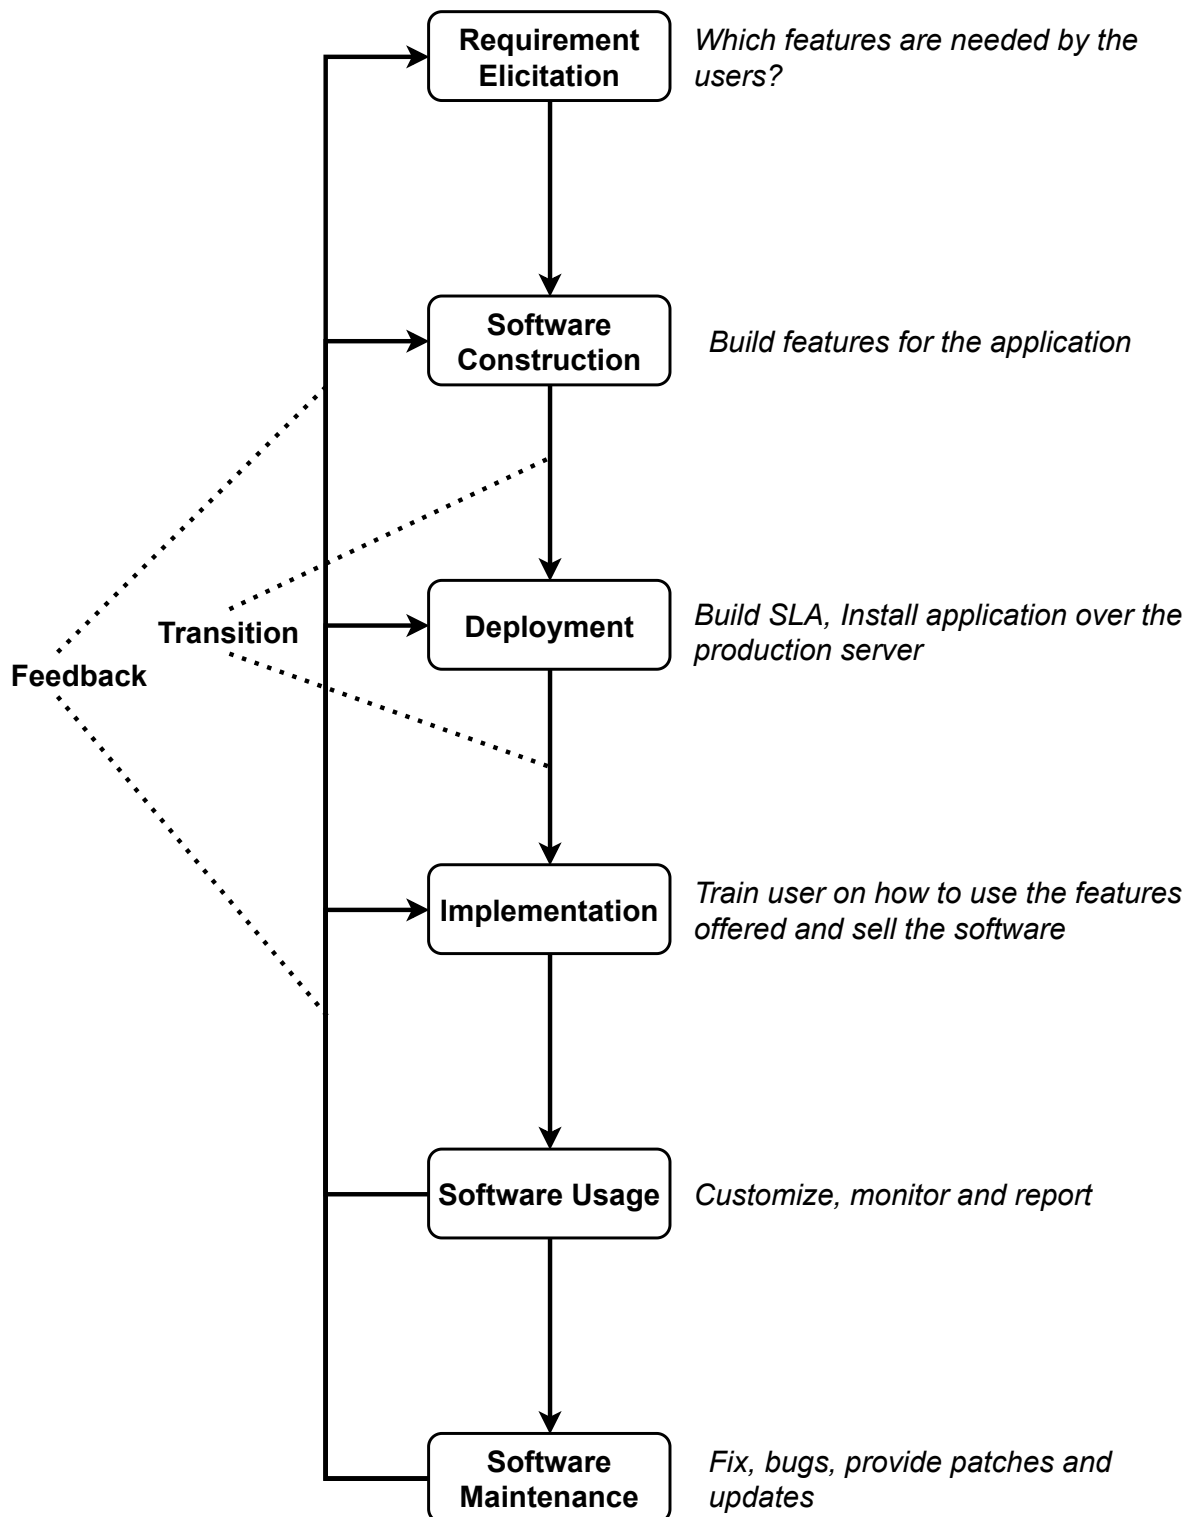 Requirement
Elicitation
Which features are needed by the
users?
Software
Construction
Build features for the application
Deployment
Build SLA, Install application over the
production server
Transition
Feedback
Implementation
Train user on how to use the features
offered and sell the software
Software Usage
Customize, monitor and report
Software
Maintenance
Fix, bugs, provide patches and
updates